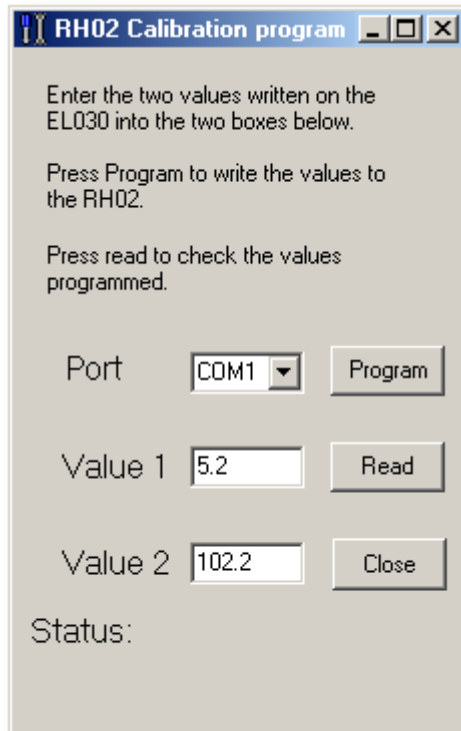 RH02 Calibration program
Enter the two values written on the
EL030 into the two boxes below.
Press Program to write the values to
the RH02.
Press read to check the values
programmed.
Port COM1 Program
Value 1 5.2 Read
Value 2 102.2 Close
Status: